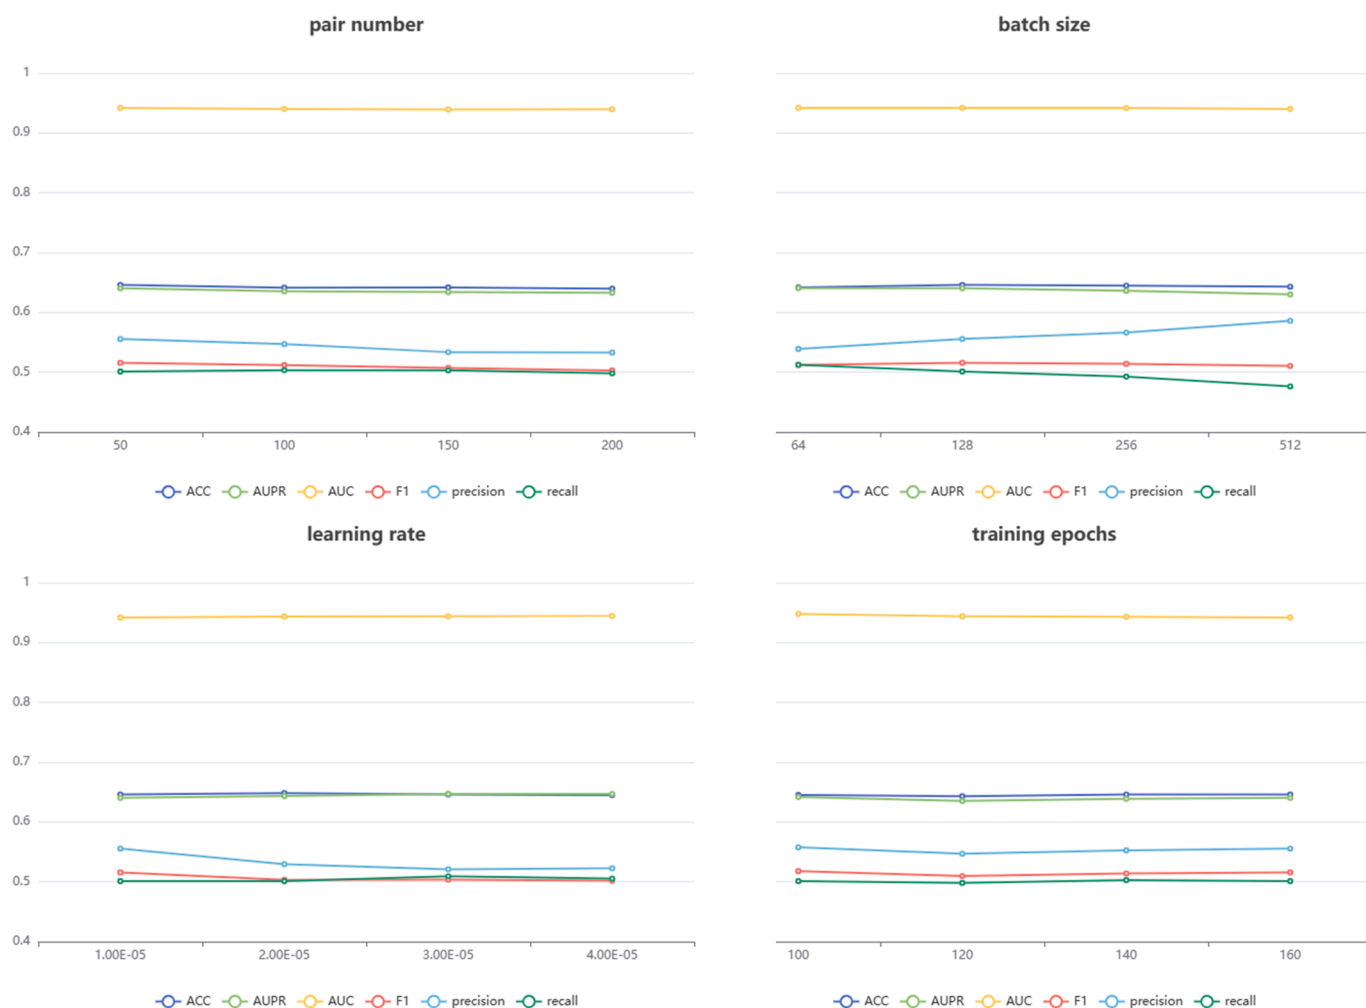 pair number
batch size
1
0.9
0.8
0.7
0.6
0.5
0.4
50 100 150 200
64 128 256 512
ACC AUPR AUC F1 precision recall
ACC AUPR AUC F1 precision recall
learning rate
training epochs
1
0.9
0.8
0.7
0.6
0.5
0.4
1.00E-05 2.00E-05 3.00E-05 4.00E-05
100 120 140 160
ACC AUPR AUC F1 precision recall
ACC AUPR AUC F1 precision recall